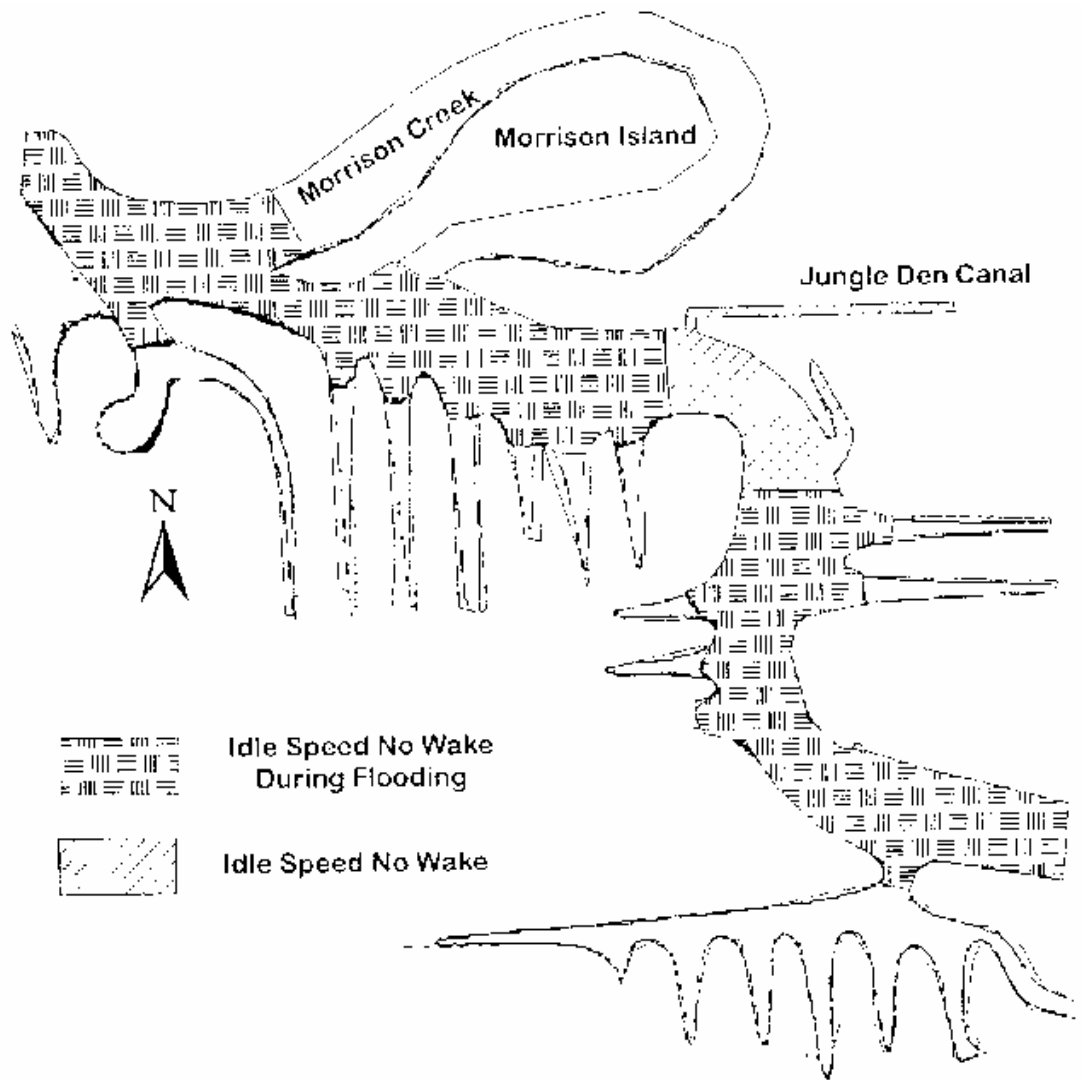 Morrison Creek
Morrison Island
Jungle Den Canal
N
Idle Speed No Wake
During Flooding
Idle Speed No Wake